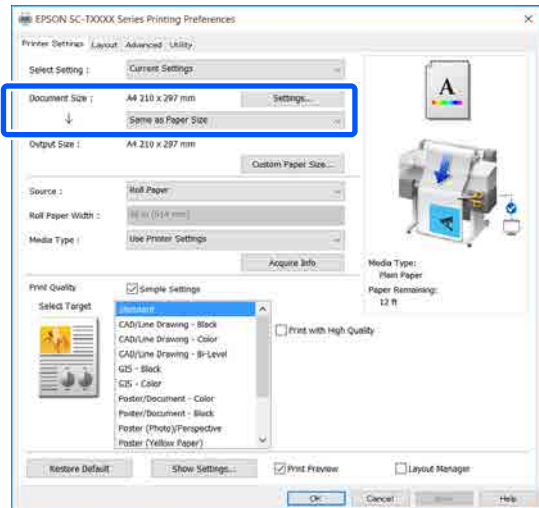 EPSON SC-TXXXX Series Printing Preferences
Printer Settings Layout Advanced Utility
Select Setting : Current Settings
Document Size : A4 210 x 297 mm Settings...
↓ Same as Paper Size
Output Size : A4 210 x 297 mm
Custom Paper Size...
Source : Roll Paper
Roll Paper Width :
Media Type : Use Printer Settings
Acquire Info
Print Quality Simple Settings
Select Target Standard
CAD/Line Drawing - Black
CAD/Line Drawing - Color
CAD/Line Drawing - Bi-Level
GIS - Black
GIS - Color
Poster/Document - Color
Poster/Document - Black
Poster (Photo)/Perspective
Poster (Yellow Paper)
Print with High Quality
A
Media Type:
Plain Paper
Paper Remaining:
12 ft
Restore Default Show Settings... Print Preview Layout Manager
OK Cancel Help